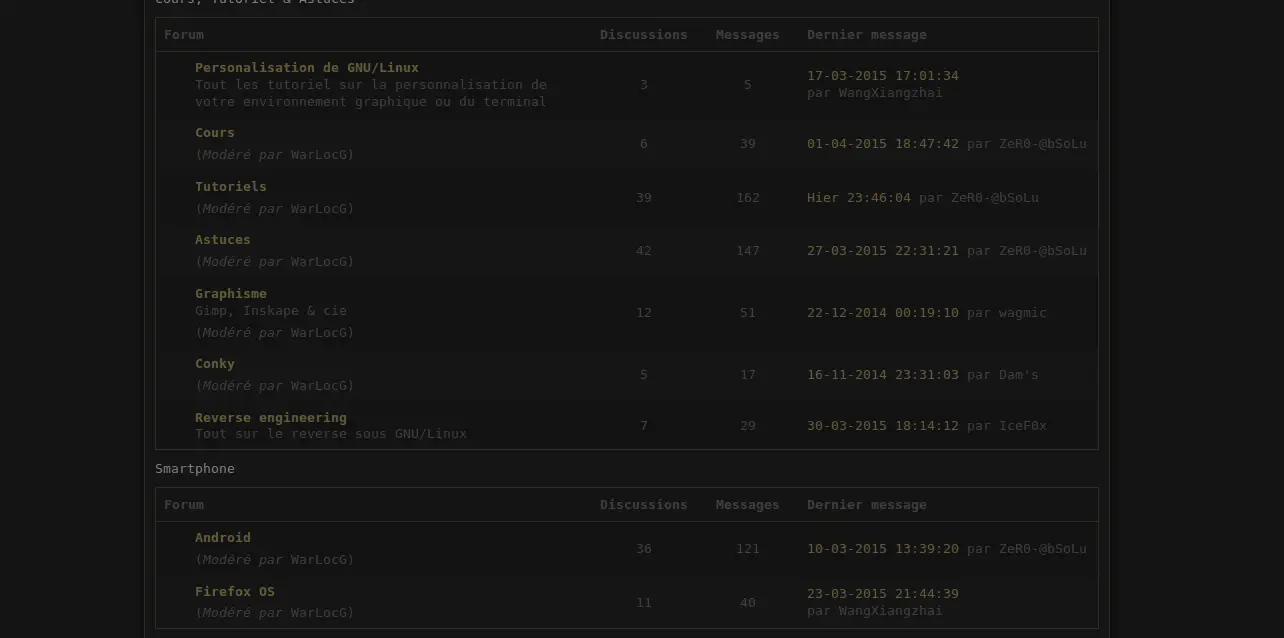 Cours, Tutoriel & Astuces
Forum Discussions Messages Dernier message
Personalisation de GNU/Linux
Tout les tutoriel sur la personnalisation de
votre environnement graphique ou du terminal
3 5 17-03-2015 17:01:34
par WangXiangzhai
Cours
(Modéré par WarLocG)
6 39 01-04-2015 18:47:42 par ZeR0-@bSoLu
Tutoriels
(Modéré par WarLocG)
39 162 Hier 23:46:04 par ZeR0-@bSoLu
Astuces
(Modéré par WarLocG)
42 147 27-03-2015 22:31:21 par ZeR0-@bSoLu
Graphisme
Gimp, Inskape & cie
(Modéré par WarLocG)
12 51 22-12-2014 00:19:10 par wagmic
Conky
(Modéré par WarLocG)
5 17 16-11-2014 23:31:03 par Dam's
Reverse engineering
Tout sur le reverse sous GNU/Linux
7 29 30-03-2015 18:14:12 par IceF0x
Smartphone
Forum Discussions Messages Dernier message
Android
(Modéré par WarLocG)
36 121 10-03-2015 13:39:20 par ZeR0-@bSoLu
Firefox OS
(Modéré par WarLocG)
11 40 23-03-2015 21:44:39
par WangXiangzhai